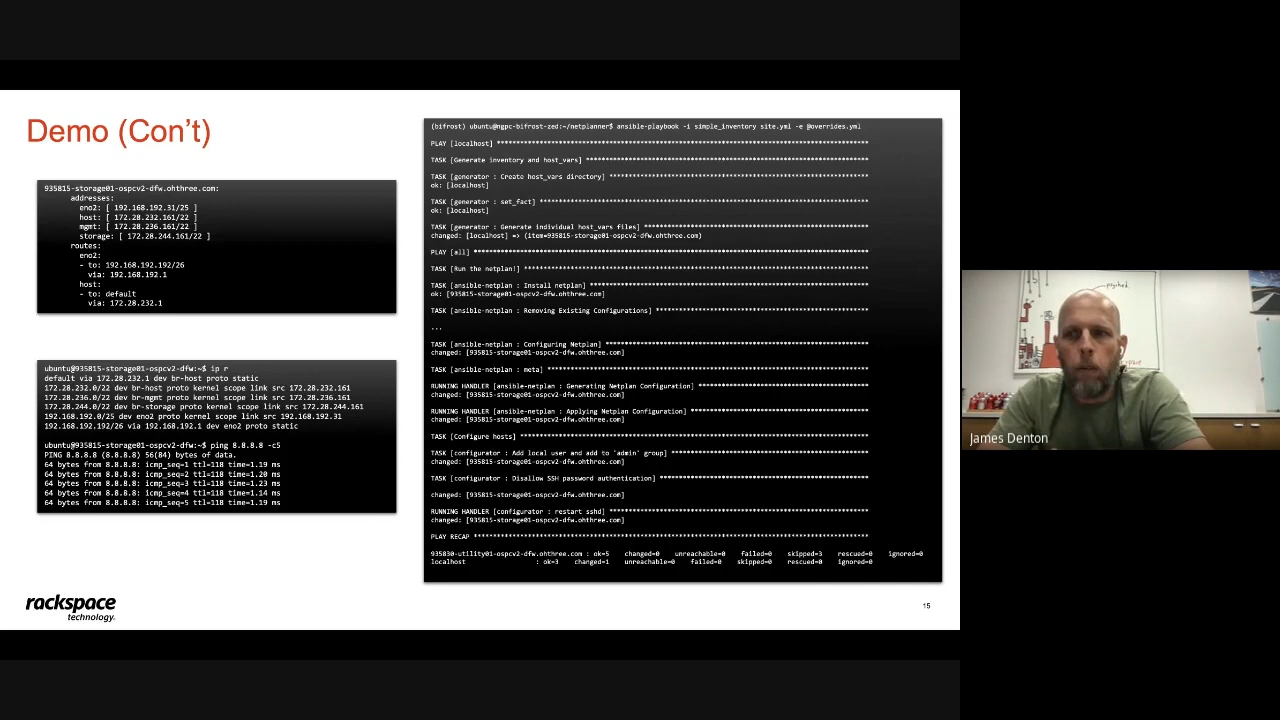 Demo (Con't)
935815-storage01-ospcv2-dfw.ohthree.com:
addresses:
eno2: [ 192.168.192.31/25 ]
host: [ 172.28.232.161/22 ]
mgmt: [ 172.28.236.161/22 ]
storage: [ 172.28.244.161/22 ]
routes:
eno2:
- to: 192.168.192.192/26
via: 192.168.192.1
host:
- to: default
via: 172.28.232.1
ubuntu@935815-storage01-ospcv2-dfw:~$ ip r
default via 172.28.232.1 dev br-host proto static
172.28.232.0/22 dev br-host proto kernel scope link src 172.28.232.161
172.28.236.0/22 dev br-mgmt proto kernel scope link src 172.28.236.161
172.28.244.0/22 dev br-storage proto kernel scope link src 172.28.244.161
192.168.192.0/25 dev eno2 proto kernel scope link src 192.168.192.31
192.168.192.192/26 via 192.168.192.1 dev eno2 proto static
ubuntu@935815-storage01-ospcv2-dfw:~$ ping 8.8.8.8 -c5
PING 8.8.8.8 (8.8.8.8) 56(84) bytes of data.
64 bytes from 8.8.8.8: icmp_seq=1 ttl=118 time=1.19 ms
64 bytes from 8.8.8.8: icmp_seq=2 ttl=118 time=1.20 ms
64 bytes from 8.8.8.8: icmp_seq=3 ttl=118 time=1.23 ms
64 bytes from 8.8.8.8: icmp_seq=4 ttl=118 time=1.14 ms
64 bytes from 8.8.8.8: icmp_seq=5 ttl=118 time=1.19 ms
(bifrost) ubuntu@ngpc-bifrost-zed:~/netplanner$ ansible-playbook -i simple_inventory site.yml -e @overrides.yml
PLAY [localhost] ****************************************************************************************
TASK [Generate inventory and host_vars] *******************************************************************
TASK [generator : Create host_vars directory] **************************************************************
ok: [localhost]
TASK [generator : set_fact] *******************************************************************************
ok: [localhost]
TASK [generator : Generate individual host_vars files] ******************************************************
changed: [localhost] => (item=935815-storage01-ospcv2-dfw.ohthree.com)
PLAY [all] **********************************************************************************************
TASK [Run the netplan!] **********************************************************************************
TASK [ansible-netplan : Install netplan] *******************************************************************
ok: [935815-storage01-ospcv2-dfw.ohthree.com]
TASK [ansible-netplan : Removing Existing Configurations] ***************************************************
...
TASK [ansible-netplan : Configuring Netplan] ***************************************************************
changed: [935815-storage01-ospcv2-dfw.ohthree.com]
TASK [ansible-netplan : meta] *****************************************************************************
RUNNING HANDLER [ansible-netplan : Generating Netplan Configuration] *****************************************
changed: [935815-storage01-ospcv2-dfw.ohthree.com]
RUNNING HANDLER [ansible-netplan : Applying Netplan Configuration] *******************************************
changed: [935815-storage01-ospcv2-dfw.ohthree.com]
TASK [Configure hosts] ***********************************************************************************
TASK [configurator : Add local user and add to 'admin' group] ***********************************************
changed: [935815-storage01-ospcv2-dfw.ohthree.com]
TASK [configurator : Disallow SSH password authentication] **************************************************
changed: [935815-storage01-ospcv2-dfw.ohthree.com]
RUNNING HANDLER [configurator : restart sshd] **************************************************************
changed: [935815-storage01-ospcv2-dfw.ohthree.com]
PLAY RECAP **********************************************************************************************
935830-utility01-ospcv2-dfw.ohthree.com : ok=5 changed=0 unreachable=0 failed=0 skipped=3 rescued=0 ignored=0
localhost : ok=3 changed=1 unreachable=0 failed=0 skipped=0 rescued=0 ignored=0
rackspace
technology.
15
James Denton